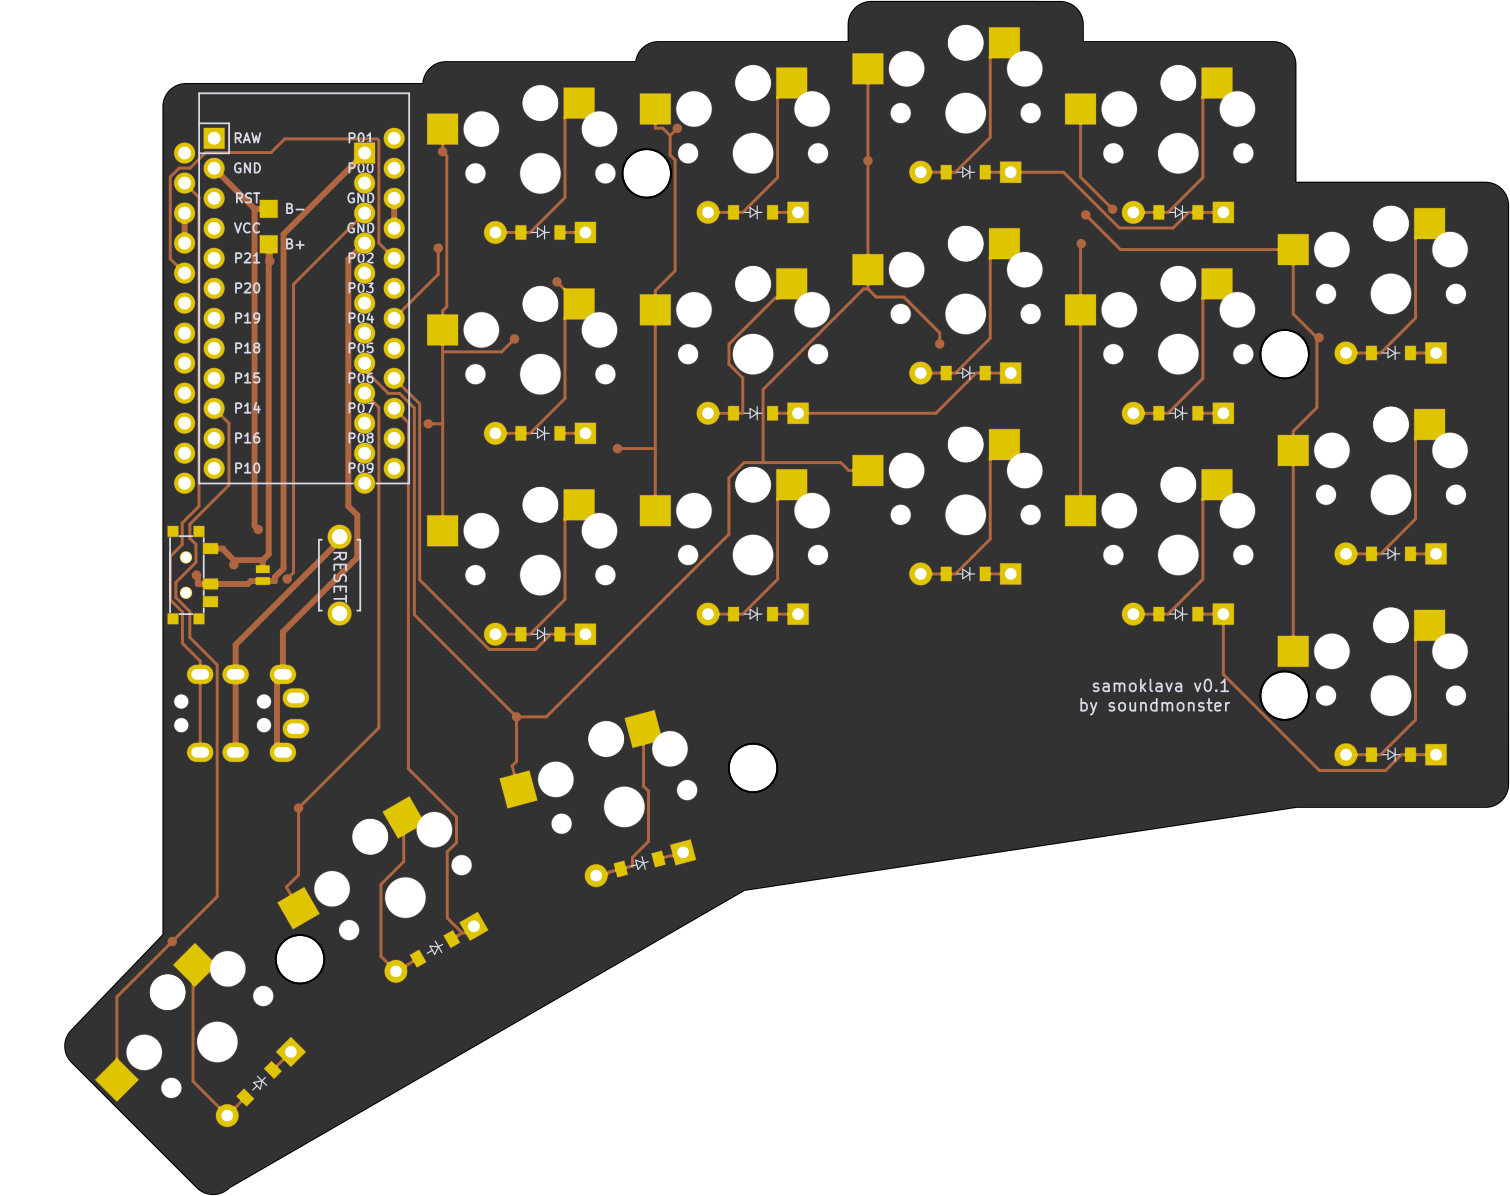 RAW P01
GND P00
RST GND
B-
VCC GND
B+
P21 P02
P20 P03
P19 P04
P18 P05
P15 P06
P14 P07
P16 P08
P10 P09
RESET
samoklava v0.1
by soundmonster